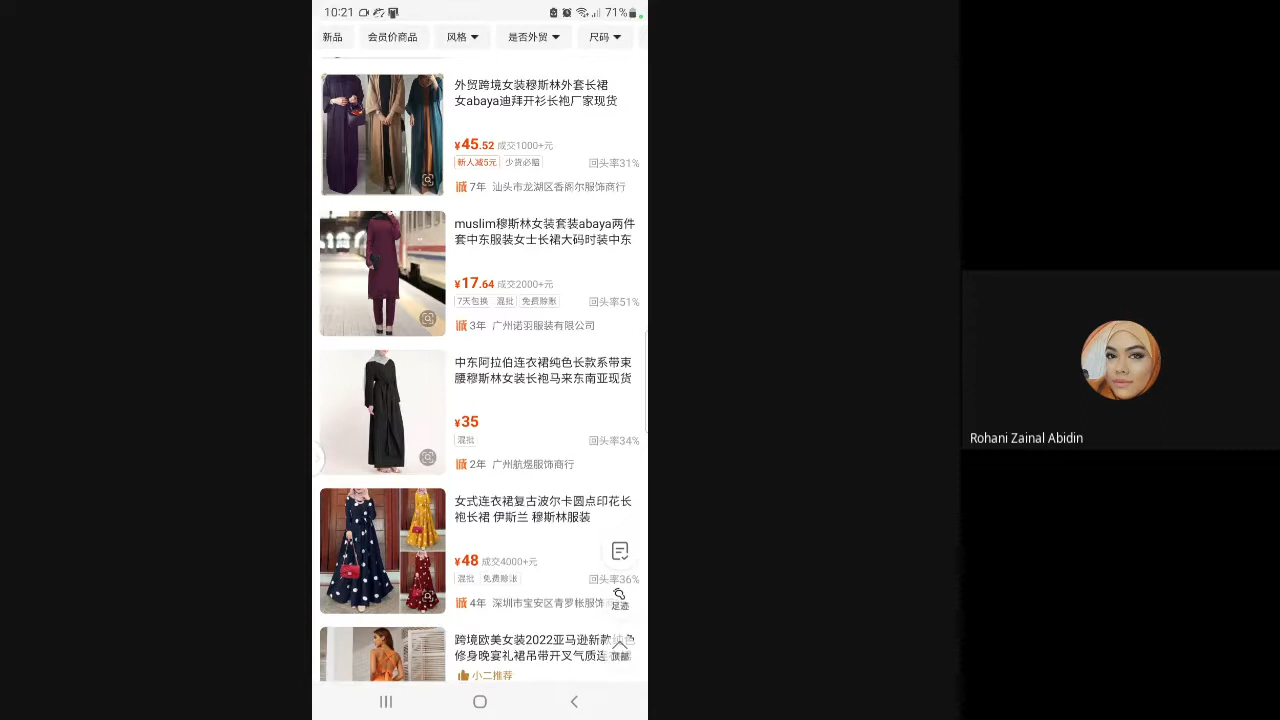 10:21
71%
新品
会员价商品
风格
是否外贸
尺码
外贸跨境女装穆斯林外套长裙
女abaya迪拜开衫长袍厂家现货
¥45.52 成交1000+元
新人减5元 少货必赔 回头率31%
诚 7年 汕头市龙湖区香阁尔服饰商行
muslim穆斯林女装套装abaya两件
套中东服装女士长裙大码时装中东
¥17.64 成交2000+元
7天包换 混批 免费赊账 回头率51%
诚 3年 广州诺羽服装有限公司
中东阿拉伯连衣裙纯色长款系带束
腰穆斯林女装长袍马来东南亚现货
¥35
混批 回头率34%
诚 2年 广州航煜服饰商行
女式连衣裙复古波尔卡圆点印花长
袍长裙 伊斯兰 穆斯林服装
¥48 成交4000+元
混批 免费赊账 回头率36%
诚 4年 深圳市宝安区青罗帐服饰
足迹
跨境欧美女装2022亚马逊新款纯色
修身晚宴礼裙吊带开叉气质连
顶部
小二推荐
Rohani Zainal Abidin